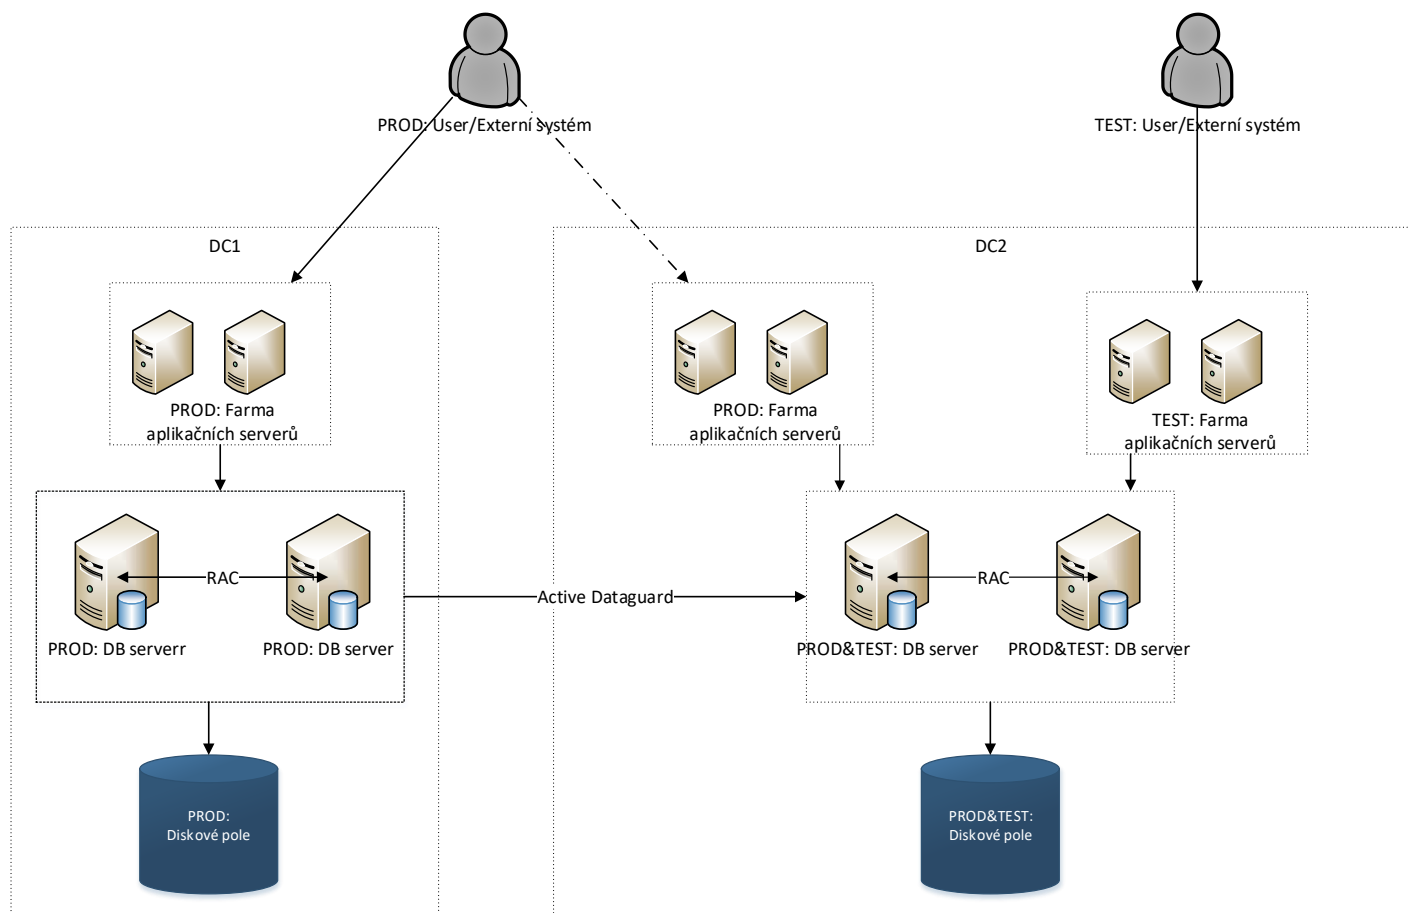 PROD: User/Externí systém
TEST: User/Externí systém
DC1
DC2
PROD: Farma
aplikačních serverů
PROD: Farma
aplikačních serverů
TEST: Farma
aplikačních serverů
RAC
PROD: DB serverr
PROD: DB server
Active Dataguard
RAC
PROD&TEST: DB server
PROD&TEST: DB server
PROD:
Diskové pole
PROD&TEST:
Diskové pole